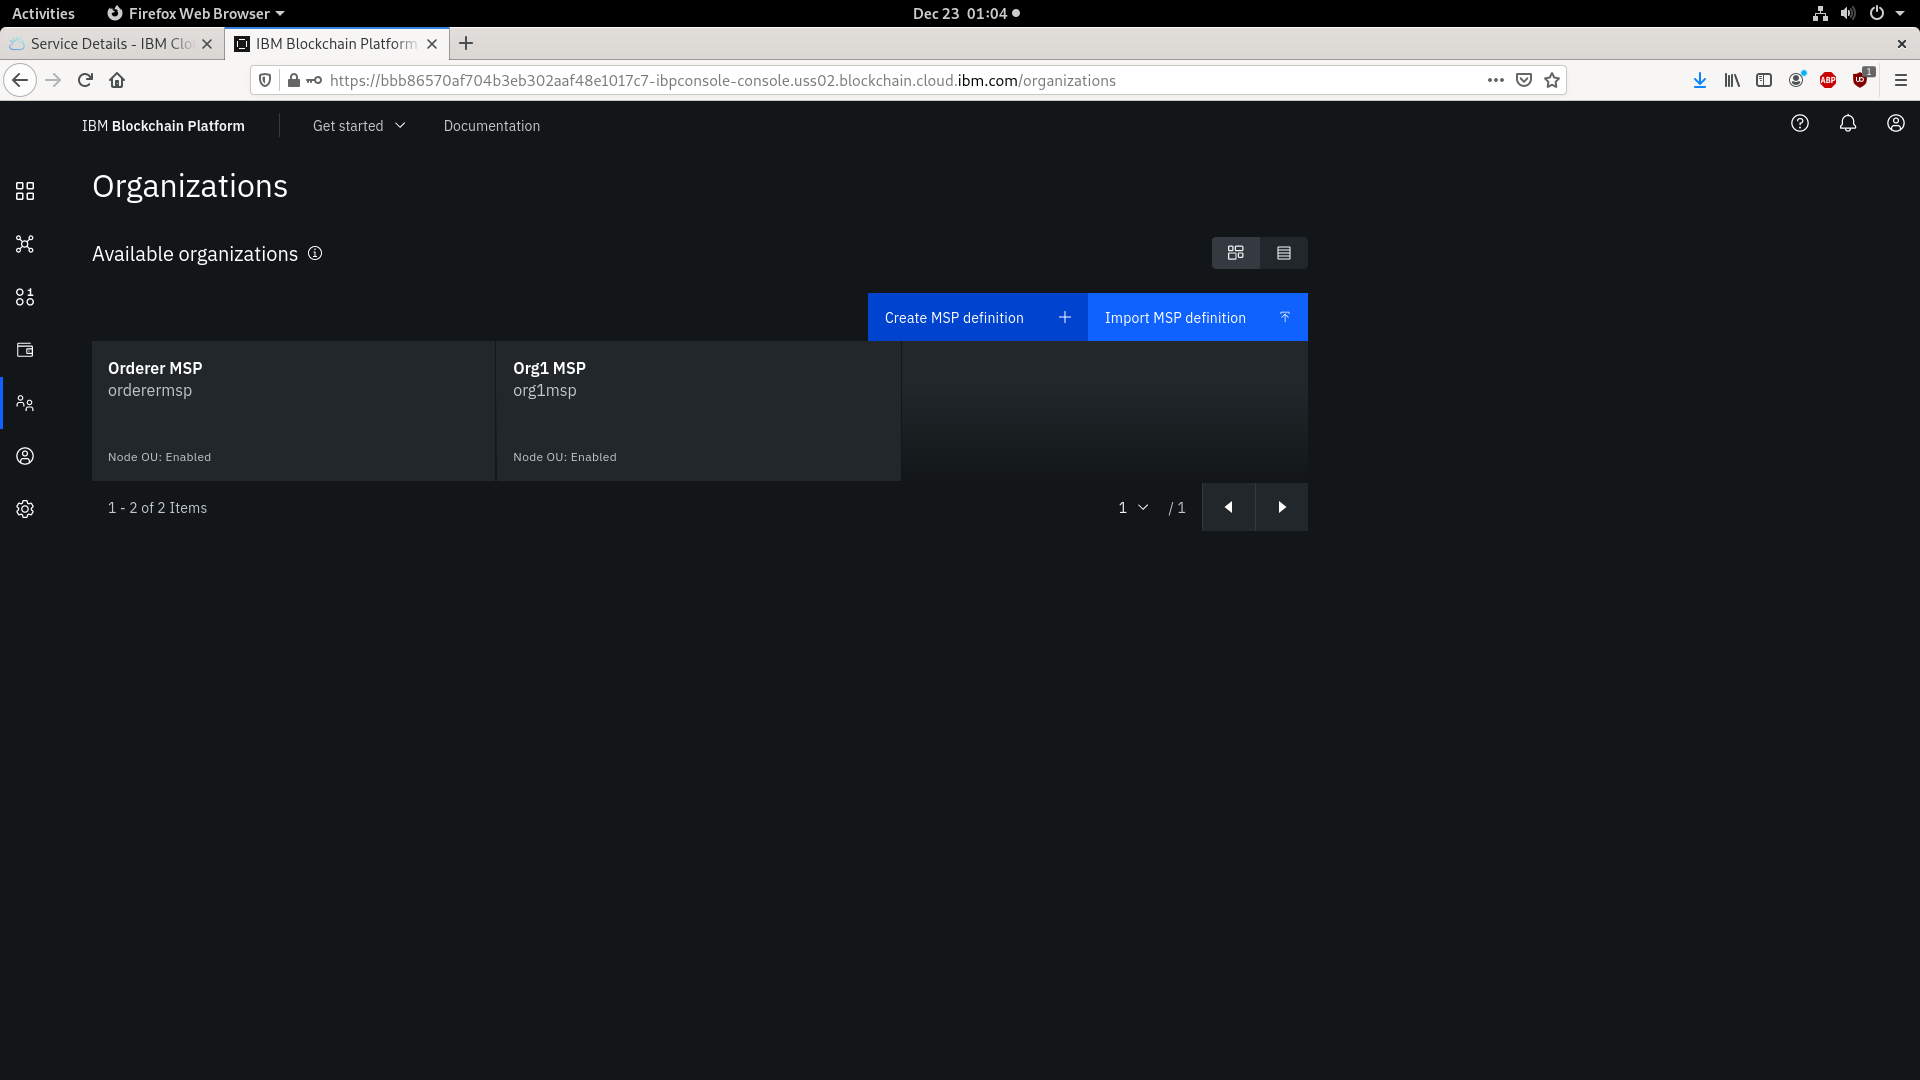 Activities
Firefox Web Browser
Dec 23 01:04
Service Details - IBM Clo
IBM Blockchain Platform
https://bbb86570af704b3eb302aaf48e1017c7-ibpconsole-console.uss02.blockchain.cloud.ibm.com/organizations
ABP
1
IBM Blockchain Platform
Get started
Documentation
Organizations
Available organizations
Create MSP definition
Import MSP definition
Orderer MSP
orderermsp
Node OU: Enabled
Org1 MSP
org1msp
Node OU: Enabled
1 - 2 of 2 Items
1
/ 1